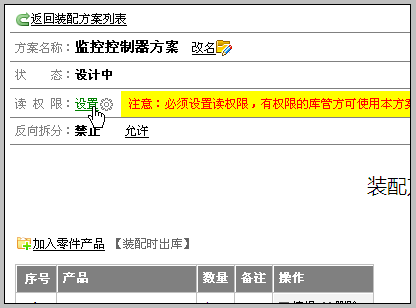 返回装配方案列表
方案名称：监控控制器方案 改名
状 态：设计中
读 权 限：设置 注意：必须设置读权限，有权限的库管方可使用本方案
反向拆分：禁止 允许
装配
加入零件产品 【装配时出库】
序号 产品 数量 备注 操作